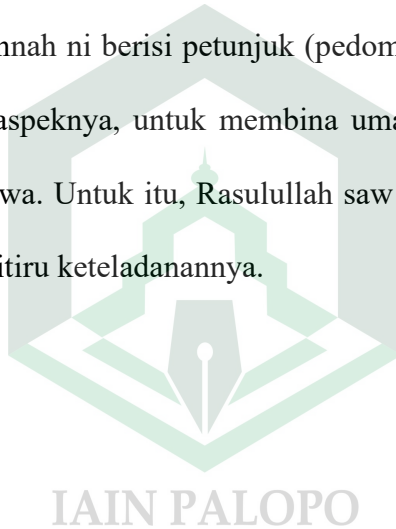 nnah ni berisi petunjuk (pedom
aspeknya, untuk membina uma
wa. Untuk itu, Rasulullah saw
itiru keteladanannya.
IAIN PALOPO